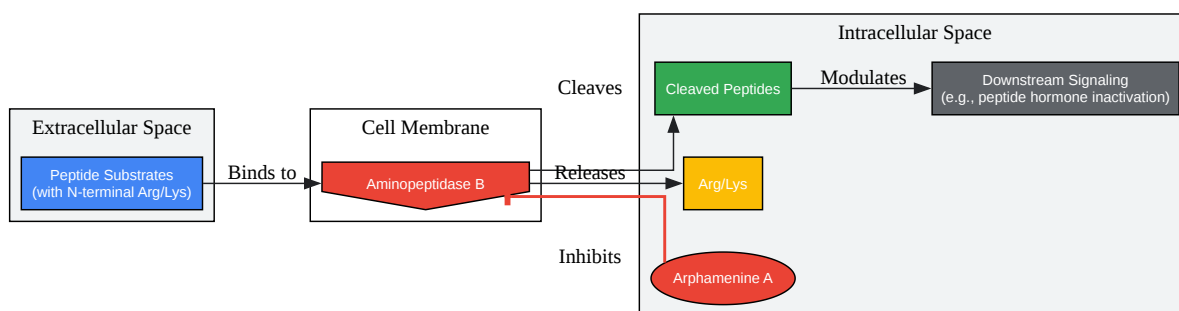 Extracellular Space
Peptide Substrates
(with N-terminal Arg/Lys)
Binds to
Cell Membrane
Aminopeptidase B
Cleaves
Releases
Inhibits
Intracellular Space
Cleaved Peptides
Modulates
Downstream Signaling
(e.g., peptide hormone inactivation)
Arg/Lys
Arphamenine A